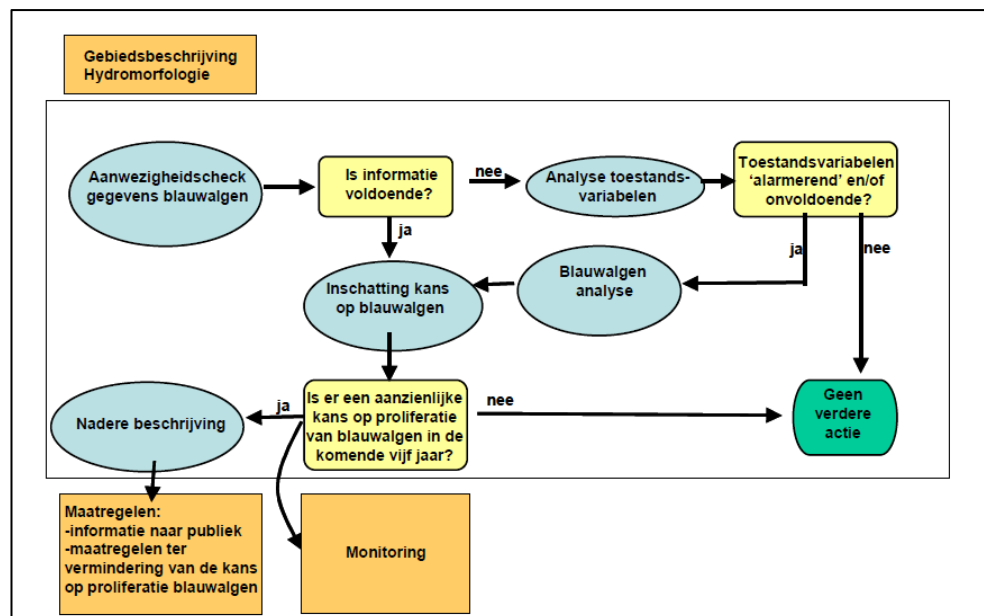 Gebiedsbeschrijving
Hydromorfologie
Aanwezigheidscheck
gegevens blauwalgen
Is informatie
voldoende?
nee
Analyse toestands-
variabelen
Toestandsvariabelen
‘alarmerend’ en/of
onvoldoende?
ja
ja
nee
Inschatting kans
op blauwalgen
Blauwalgen
analyse
Nadere beschrijving
ja
Is er een aanzienlijke
kans op proliferatie
van blauwalgen in de
komende vijf jaar?
nee
Geen
verdere
actie
Maatregelen:
-informatie naar publiek
-maatregelen ter
vermindering van de kans
op proliferatie blauwalgen
Monitoring